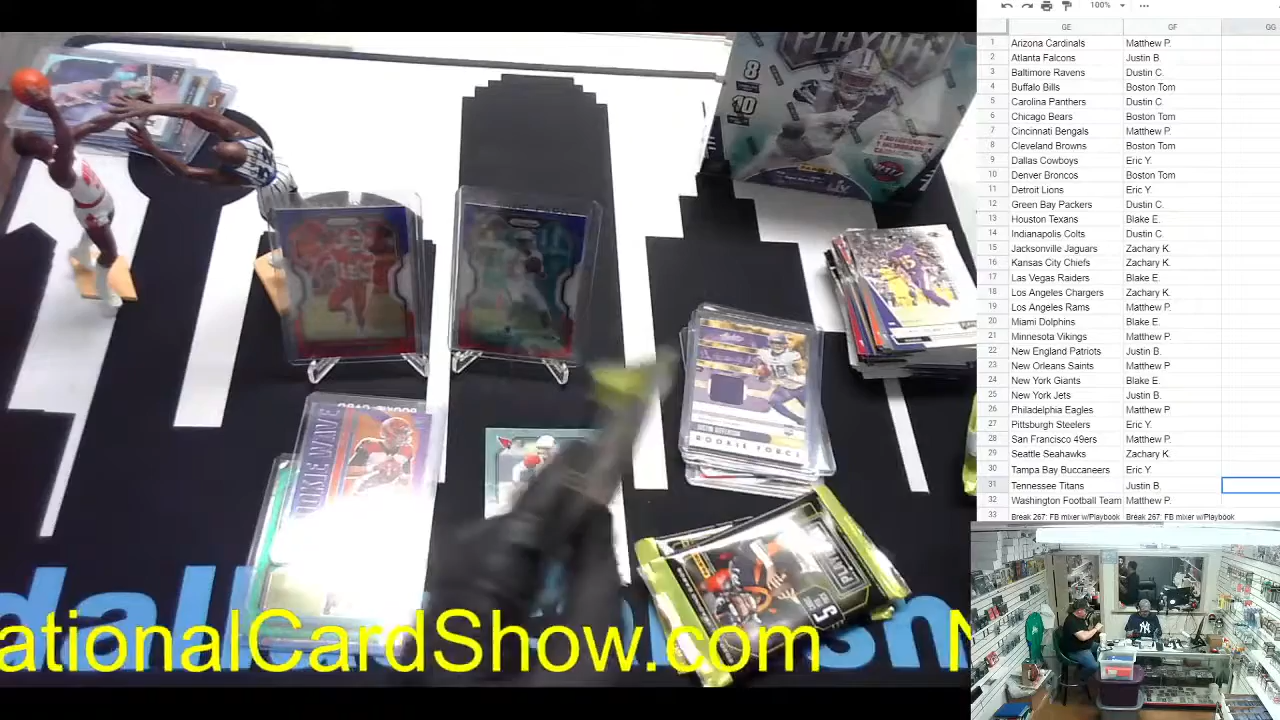 100%
GE GF GG
1 Arizona Cardinals Matthew P.
2 Atlanta Falcons Justin B.
3 Baltimore Ravens Dustin C.
4 Buffalo Bills Boston Tom
5 Carolina Panthers Dustin C.
6 Chicago Bears Boston Tom
7 Cincinnati Bengals Matthew P.
8 Cleveland Browns Boston Tom
9 Dallas Cowboys Eric Y.
10 Denver Broncos Boston Tom
11 Detroit Lions Eric Y.
12 Green Bay Packers Dustin C.
13 Houston Texans Blake E.
14 Indianapolis Colts Dustin C.
15 Jacksonville Jaguars Zachary K.
16 Kansas City Chiefs Zachary K.
17 Las Vegas Raiders Blake E.
18 Los Angeles Chargers Zachary K.
19 Los Angeles Rams Matthew P.
20 Miami Dolphins Blake E.
21 Minnesota Vikings Matthew P.
22 New England Patriots Justin B.
23 New Orleans Saints Matthew P
24 New York Giants Blake E.
25 New York Jets Justin B.
26 Philadelphia Eagles Matthew P.
27 Pittsburgh Steelers Eric Y.
28 San Francisco 49ers Matthew P.
29 Seattle Seahawks Zachary K.
30 Tampa Bay Buccaneers Eric Y.
31 Tennessee Titans Justin B.
32 Washington Football Team Matthew P.
33 Break 267: FB mixer w/Playbook Break 267: FB mixer w/Playbook
8
10
ROOKIE FORCE
ationalCardShow.com N